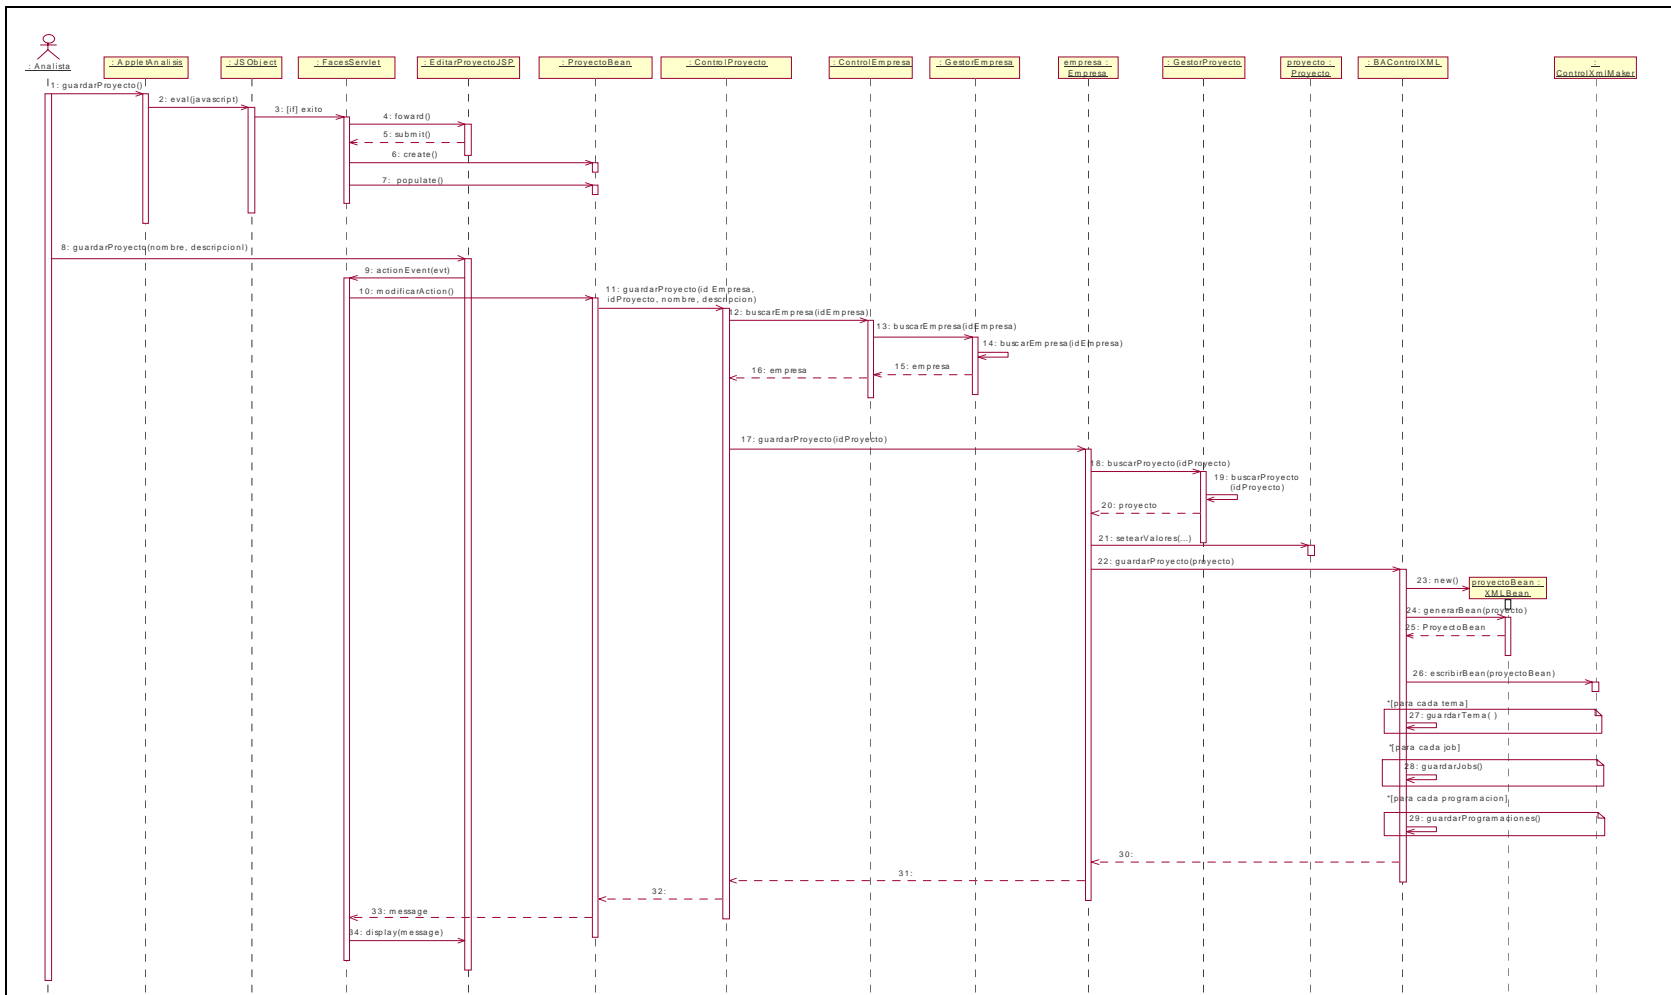 : Analista
: AppletAnalisis
: JSObject
: FacesServlet
: EditarProyectoJSP
: ProyectoBean
: ControlProyecto
: ControlEmpresa
: GestorEmpresa
empresa :
Empresa
: GestorProyecto
proyecto :
Proyecto
: BAControlXML
:
ControlXmlMaker
1: guardarProyecto()
2: eval(javascript)
3: [if] exito
4: foward()
5: submit()
6: create()
7: populate()
8: guardarProyecto(nombre, descripcionl)
9: actionEvent(evt)
10: modificarAction()
11: guardarProyecto(id Empresa,
idProyecto, nombre, descripcion)
12: buscarEmpresa(idEmpresa)
13: buscarEmpresa(idEmpresa)
14: buscarEmpresa(idEmpresa)
15: empresa
16: empresa
17: guardarProyecto(idProyecto)
18: buscarProyecto(idProyecto)
19: buscarProyecto
(idProyecto)
20: proyecto
21: setearValores(...)
22: guardarProyecto(proyecto)
23: new()
proyectoBean :
XMLBean
24: generarBean(proyecto)
25: ProyectoBean
26: escribirBean(proyectoBean)
*[para cada tema]
27: guardarTema( )
*[para cada job]
28: guardarJobs()
*[para cada programacion]
29: guardarProgramaciones()
30:
31:
32:
33: message
34: display(message)